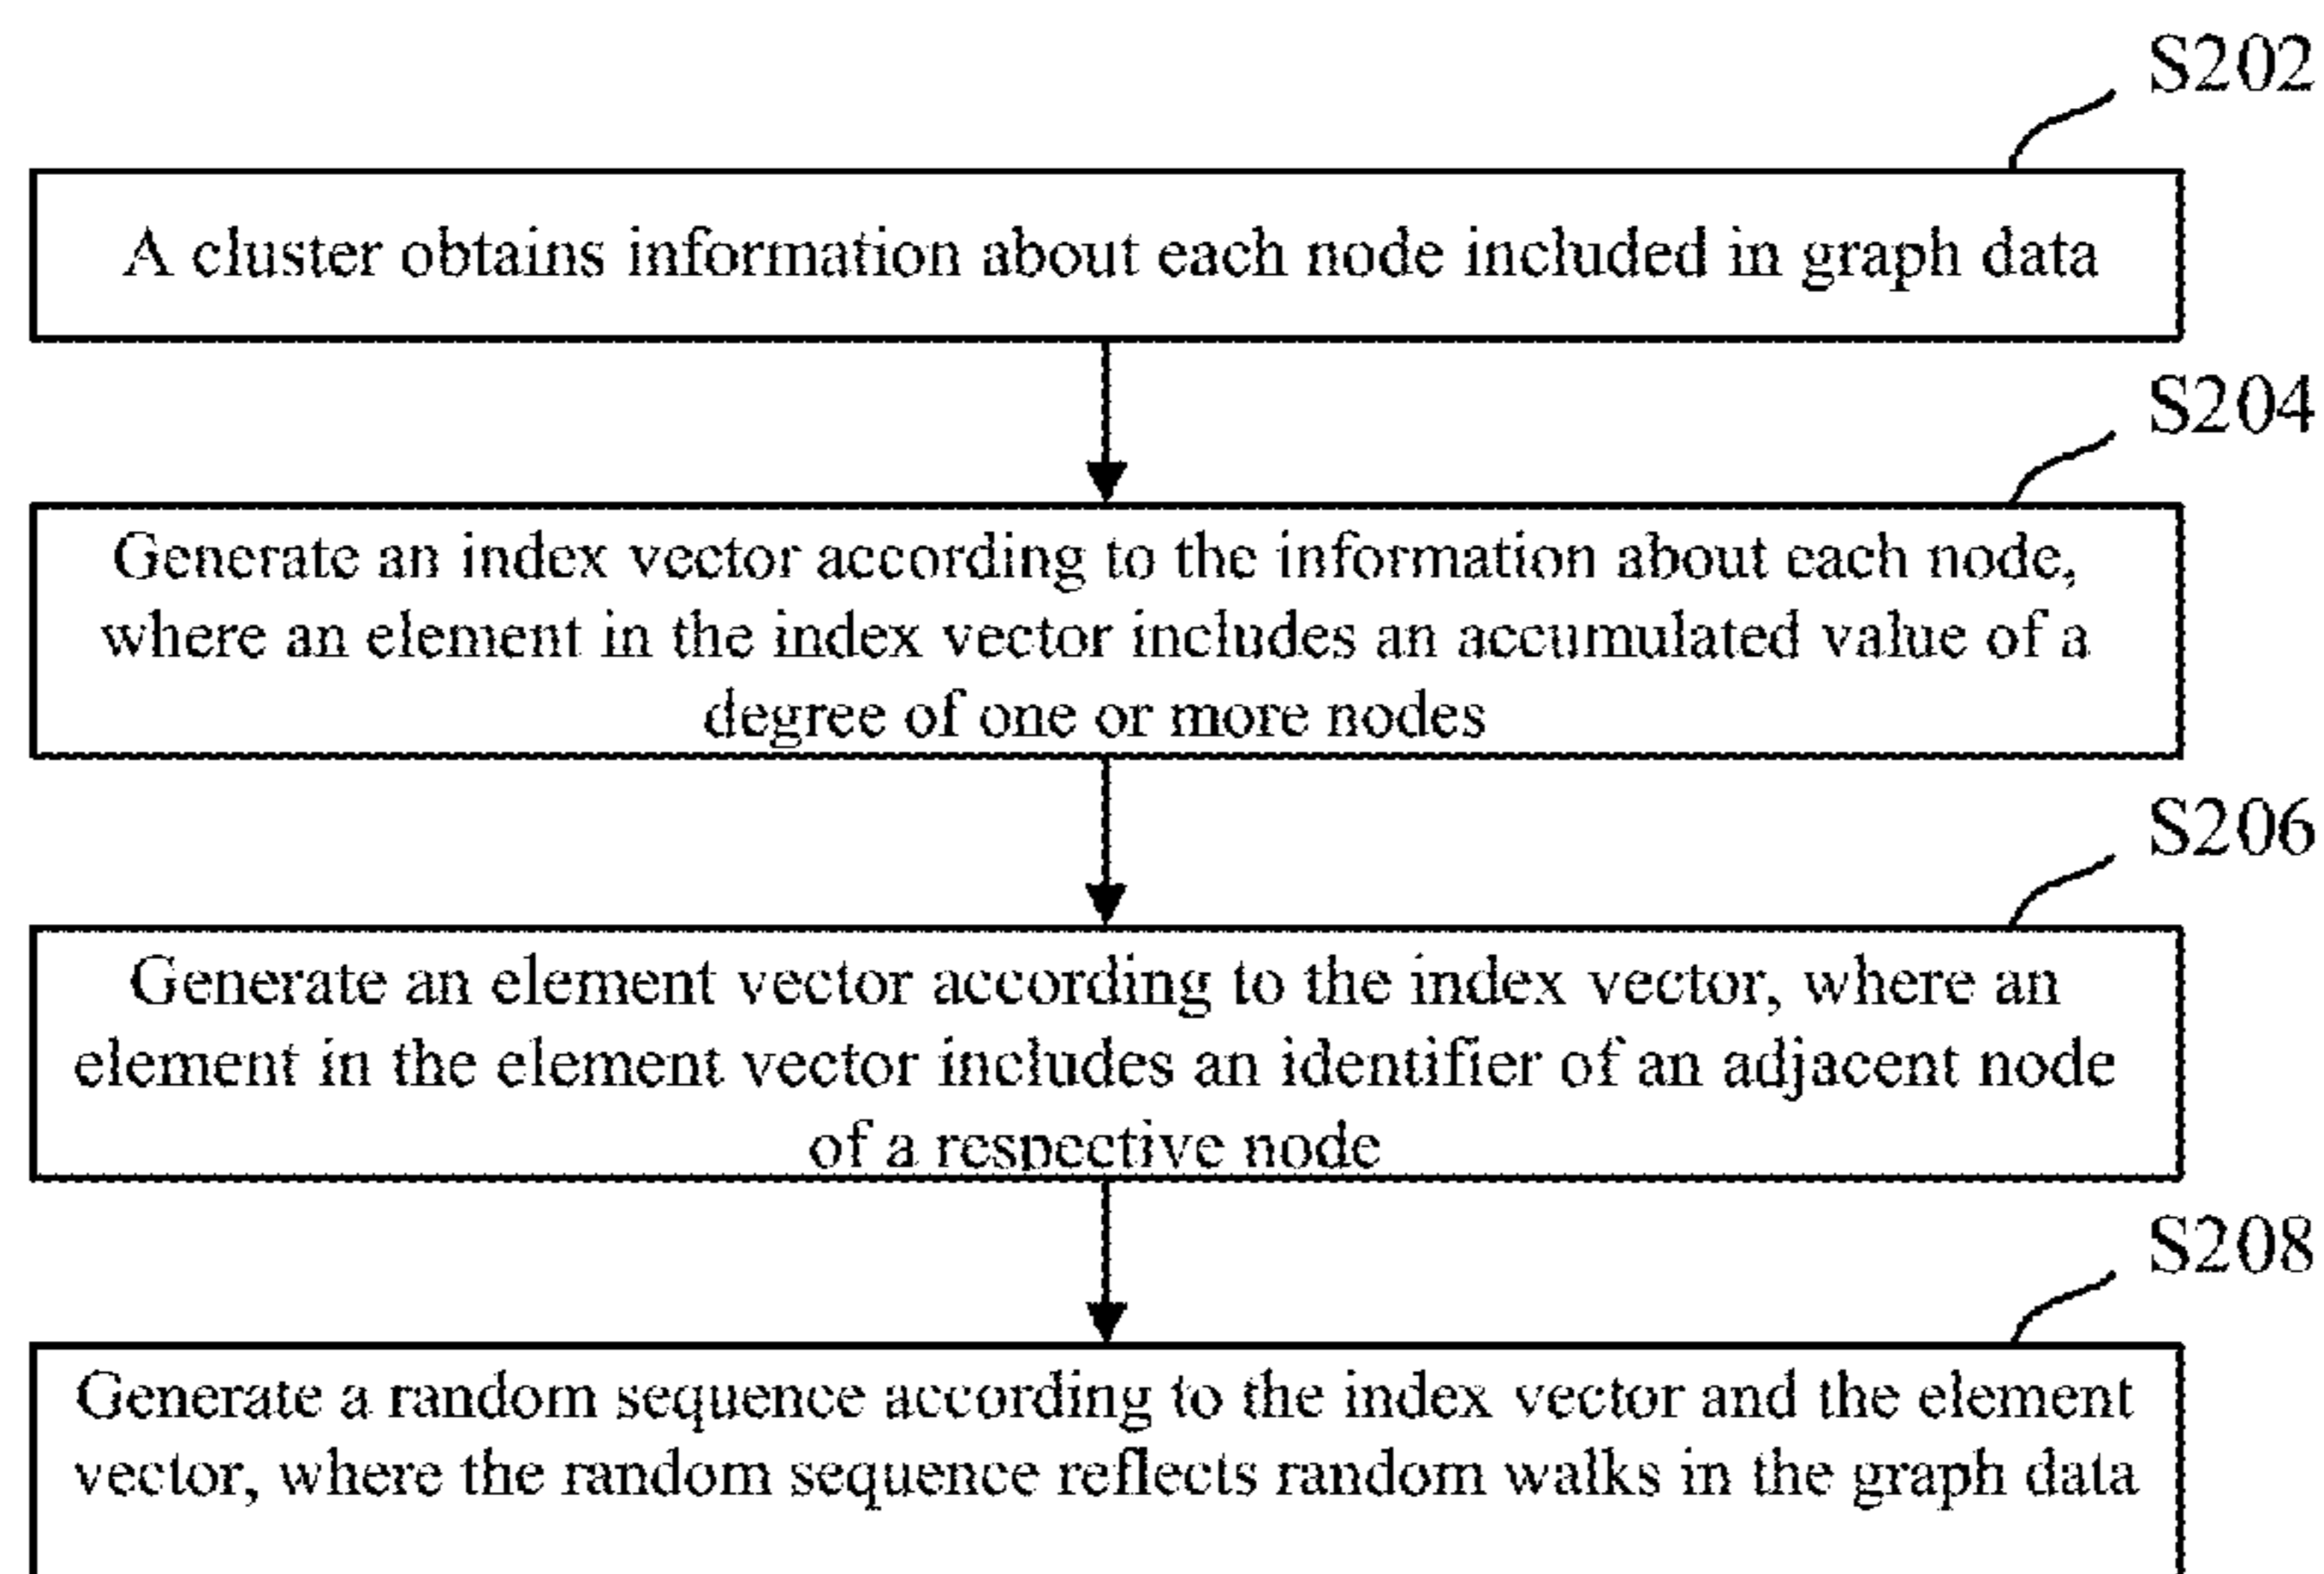 S202
A cluster obtains information about each node included in graph data
S204
Generate an index vector according to the information about each node,
where an element in the index vector includes an accumulated value of a
degree of one or more nodes
S206
Generate an element vector according to the index vector, where an
element in the element vector includes an identifier of an adjacent node
of a respective node
S208
Generate a random sequence according to the index vector and the element
vector, where the random sequence reflects random walks in the graph data